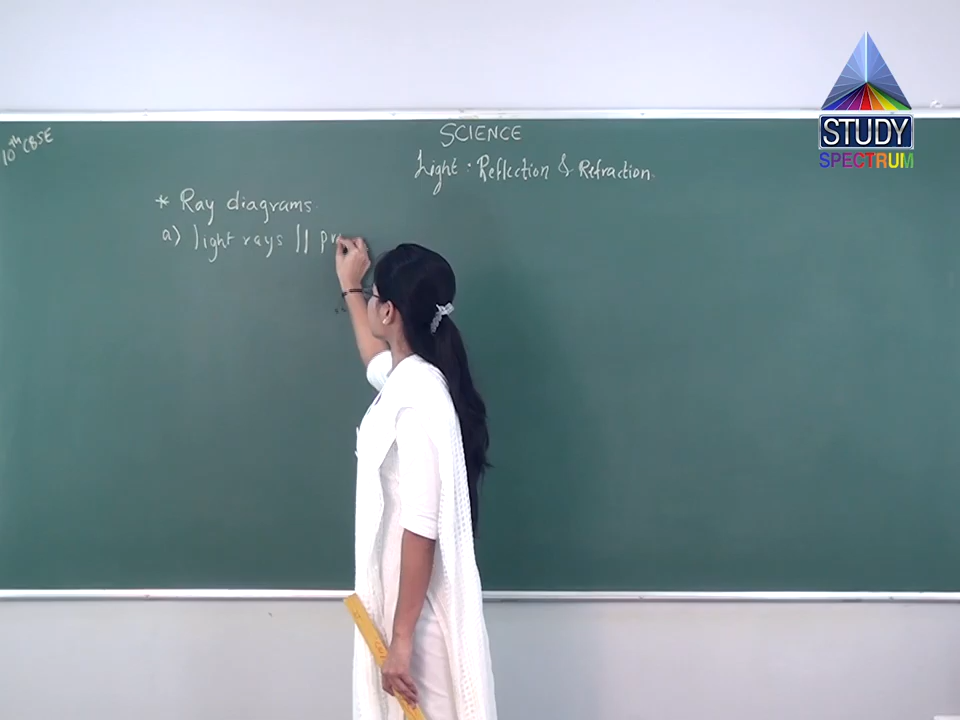 10th CBSE
SCIENCE
Light : Reflection & Refraction.
* Ray diagrams.
a) light rays || pr
STUDY
SPECTRUM